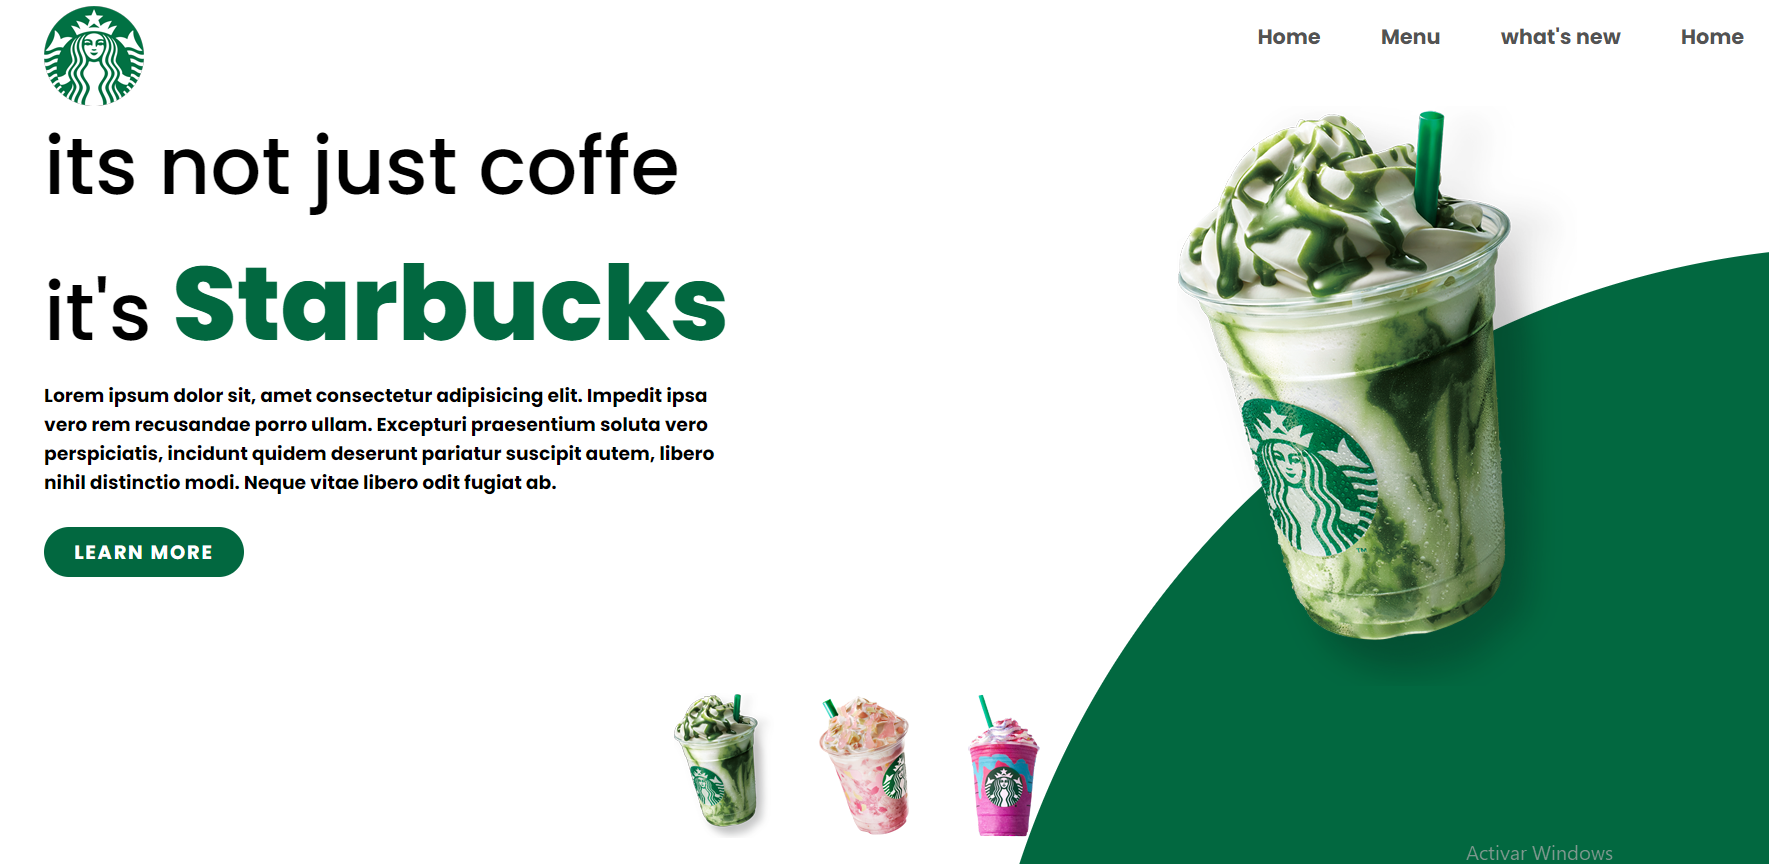 Home Menu what's new Home
its not just coffe
it's Starbucks
Lorem ipsum dolor sit, amet consectetur adipisicing elit. Impedit ipsa
vero rem recusandae porro ullam. Excepturi praesentium soluta vero
perspiciatis, incidunt quidem deserunt pariatur suscipit autem, libero
nihil distinctio modi. Neque vitae libero odit fugiat ab.
LEARN MORE
TM
Activar Windows